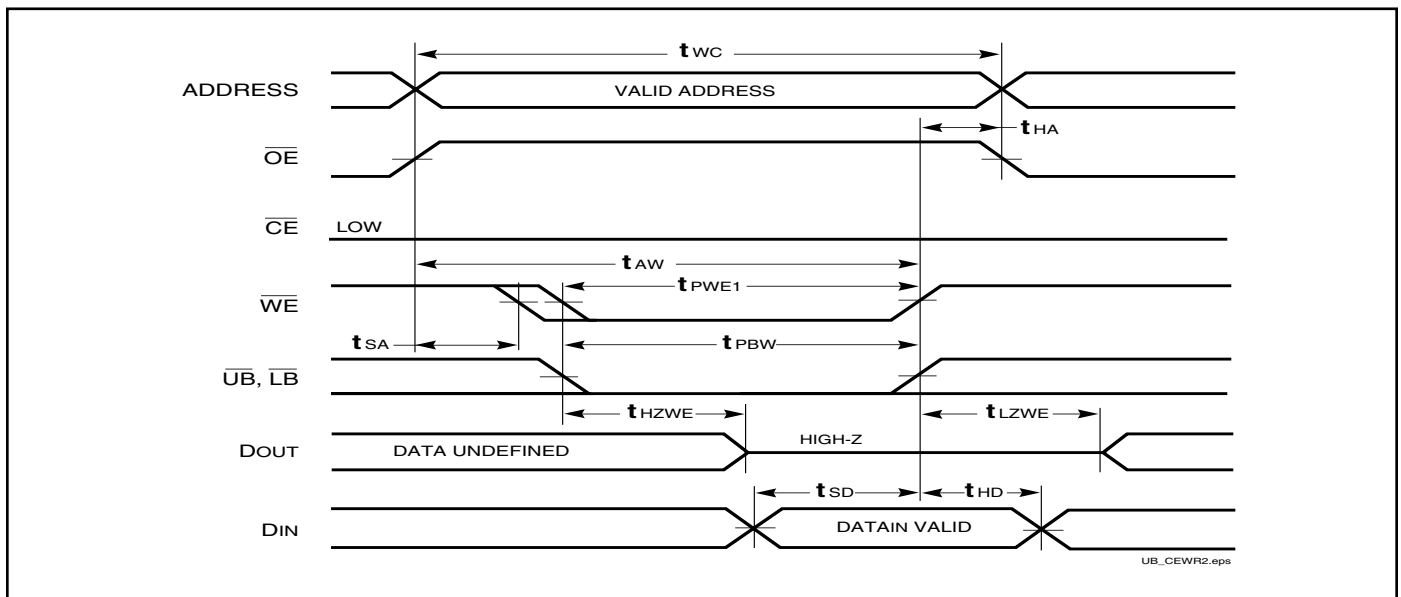 tWC
ADDRESS VALID ADDRESS
tHA
OE
CE LOW
tAW
WE tPWE1
tSA tPBW
UB, LB
tHZWE tLZWE
DOUT DATA UNDEFINED HIGH-Z
tSD tHD
DIN DATAIN VALID
UB_CEWR2.eps